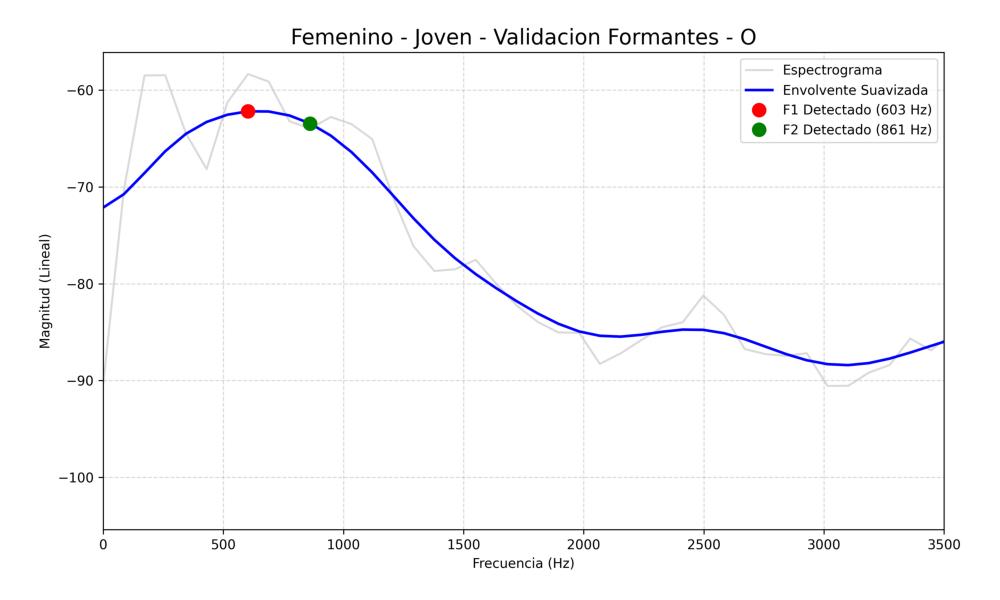 Femenino - Joven - Validacion Formantes - O
Espectrograma
Envolvente Suavizada
F1 Detectado (603 Hz)
F2 Detectado (861 Hz)
Magnitud (Lineal)
−60
−70
−80
−90
−100
0 500 1000 1500 2000 2500 3000 3500
Frecuencia (Hz)